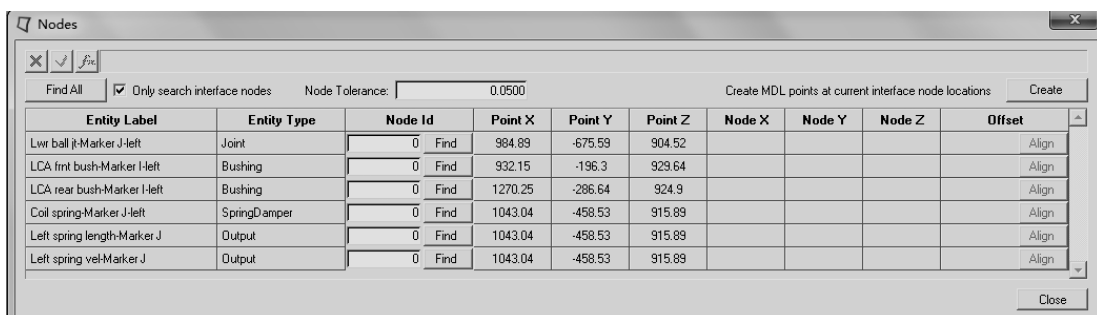 Nodes
x
fx
Find All Only search interface nodes Node Tolerance: 0.0500 Create MDL points at current interface node locations Create
Entity Label Entity Type Node Id Point X Point Y Point Z Node X Node Y Node Z Offset
Lwr ball jt-Marker J-left Joint 0 Find 984.89 -675.59 904.52 Align
LCA frnt bush-Marker I-left Bushing 0 Find 932.15 -196.3 929.64 Align
LCA rear bush-Marker I-left Bushing 0 Find 1270.25 -286.64 924.9 Align
Coil spring-Marker J-left SpringDamper 0 Find 1043.04 -458.53 915.89 Align
Left spring length-Marker J Output 0 Find 1043.04 -458.53 915.89 Align
Left spring vel-Marker J Output 0 Find 1043.04 -458.53 915.89 Align
Close